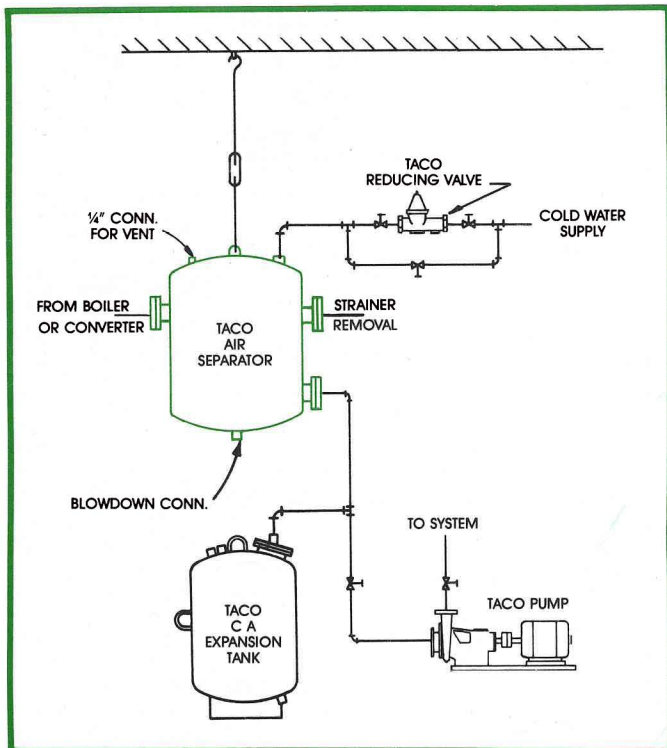 TACO
REDUCING VALVE
¼" CONN.
FOR VENT
COLD WATER
SUPPLY
FROM BOILER
OR CONVERTER
TACO
AIR
SEPARATOR
STRAINER
REMOVAL
BLOWDOWN CONN.
TO SYSTEM
TACO PUMP
TACO
C A
EXPANSION
TANK